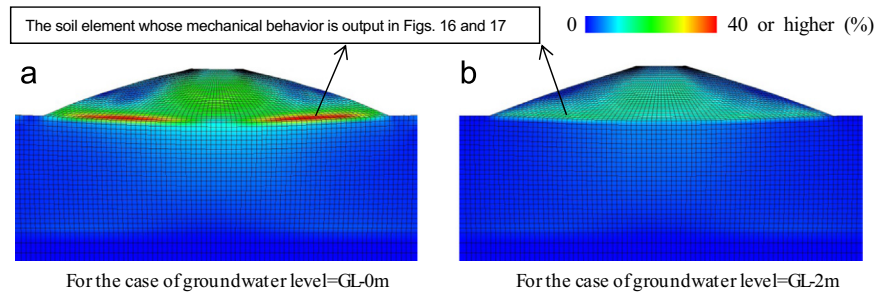 The soil element whose mechanical behavior is output in Figs. 16 and 17
0 40 or higher (%)
a b
For the case of groundwater level=GL-0m
For the case of groundwater level=GL-2m